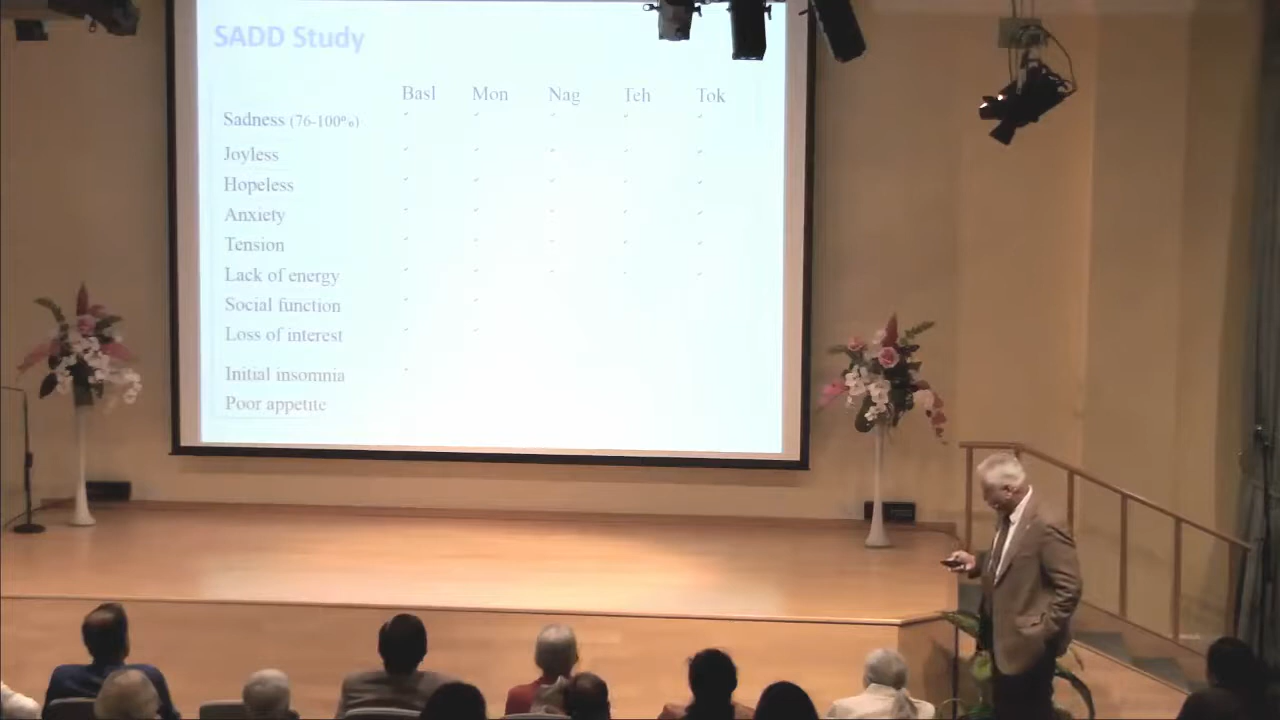 SADD Study
Basl Mon Nag Teh Tok
Sadness (76-100%) ✓ ✓ ✓ ✓ ✓
Joyless ✓ ✓ ✓ ✓ ✓
Hopeless ✓ ✓ ✓ ✓ ✓
Anxiety ✓ ✓ ✓ ✓ ✓
Tension ✓ ✓ ✓ ✓ ✓
Lack of energy ✓ ✓ ✓ ✓ ✓
Social function ✓ ✓
Loss of interest ✓ ✓
Initial insomnia ✓
Poor appetite